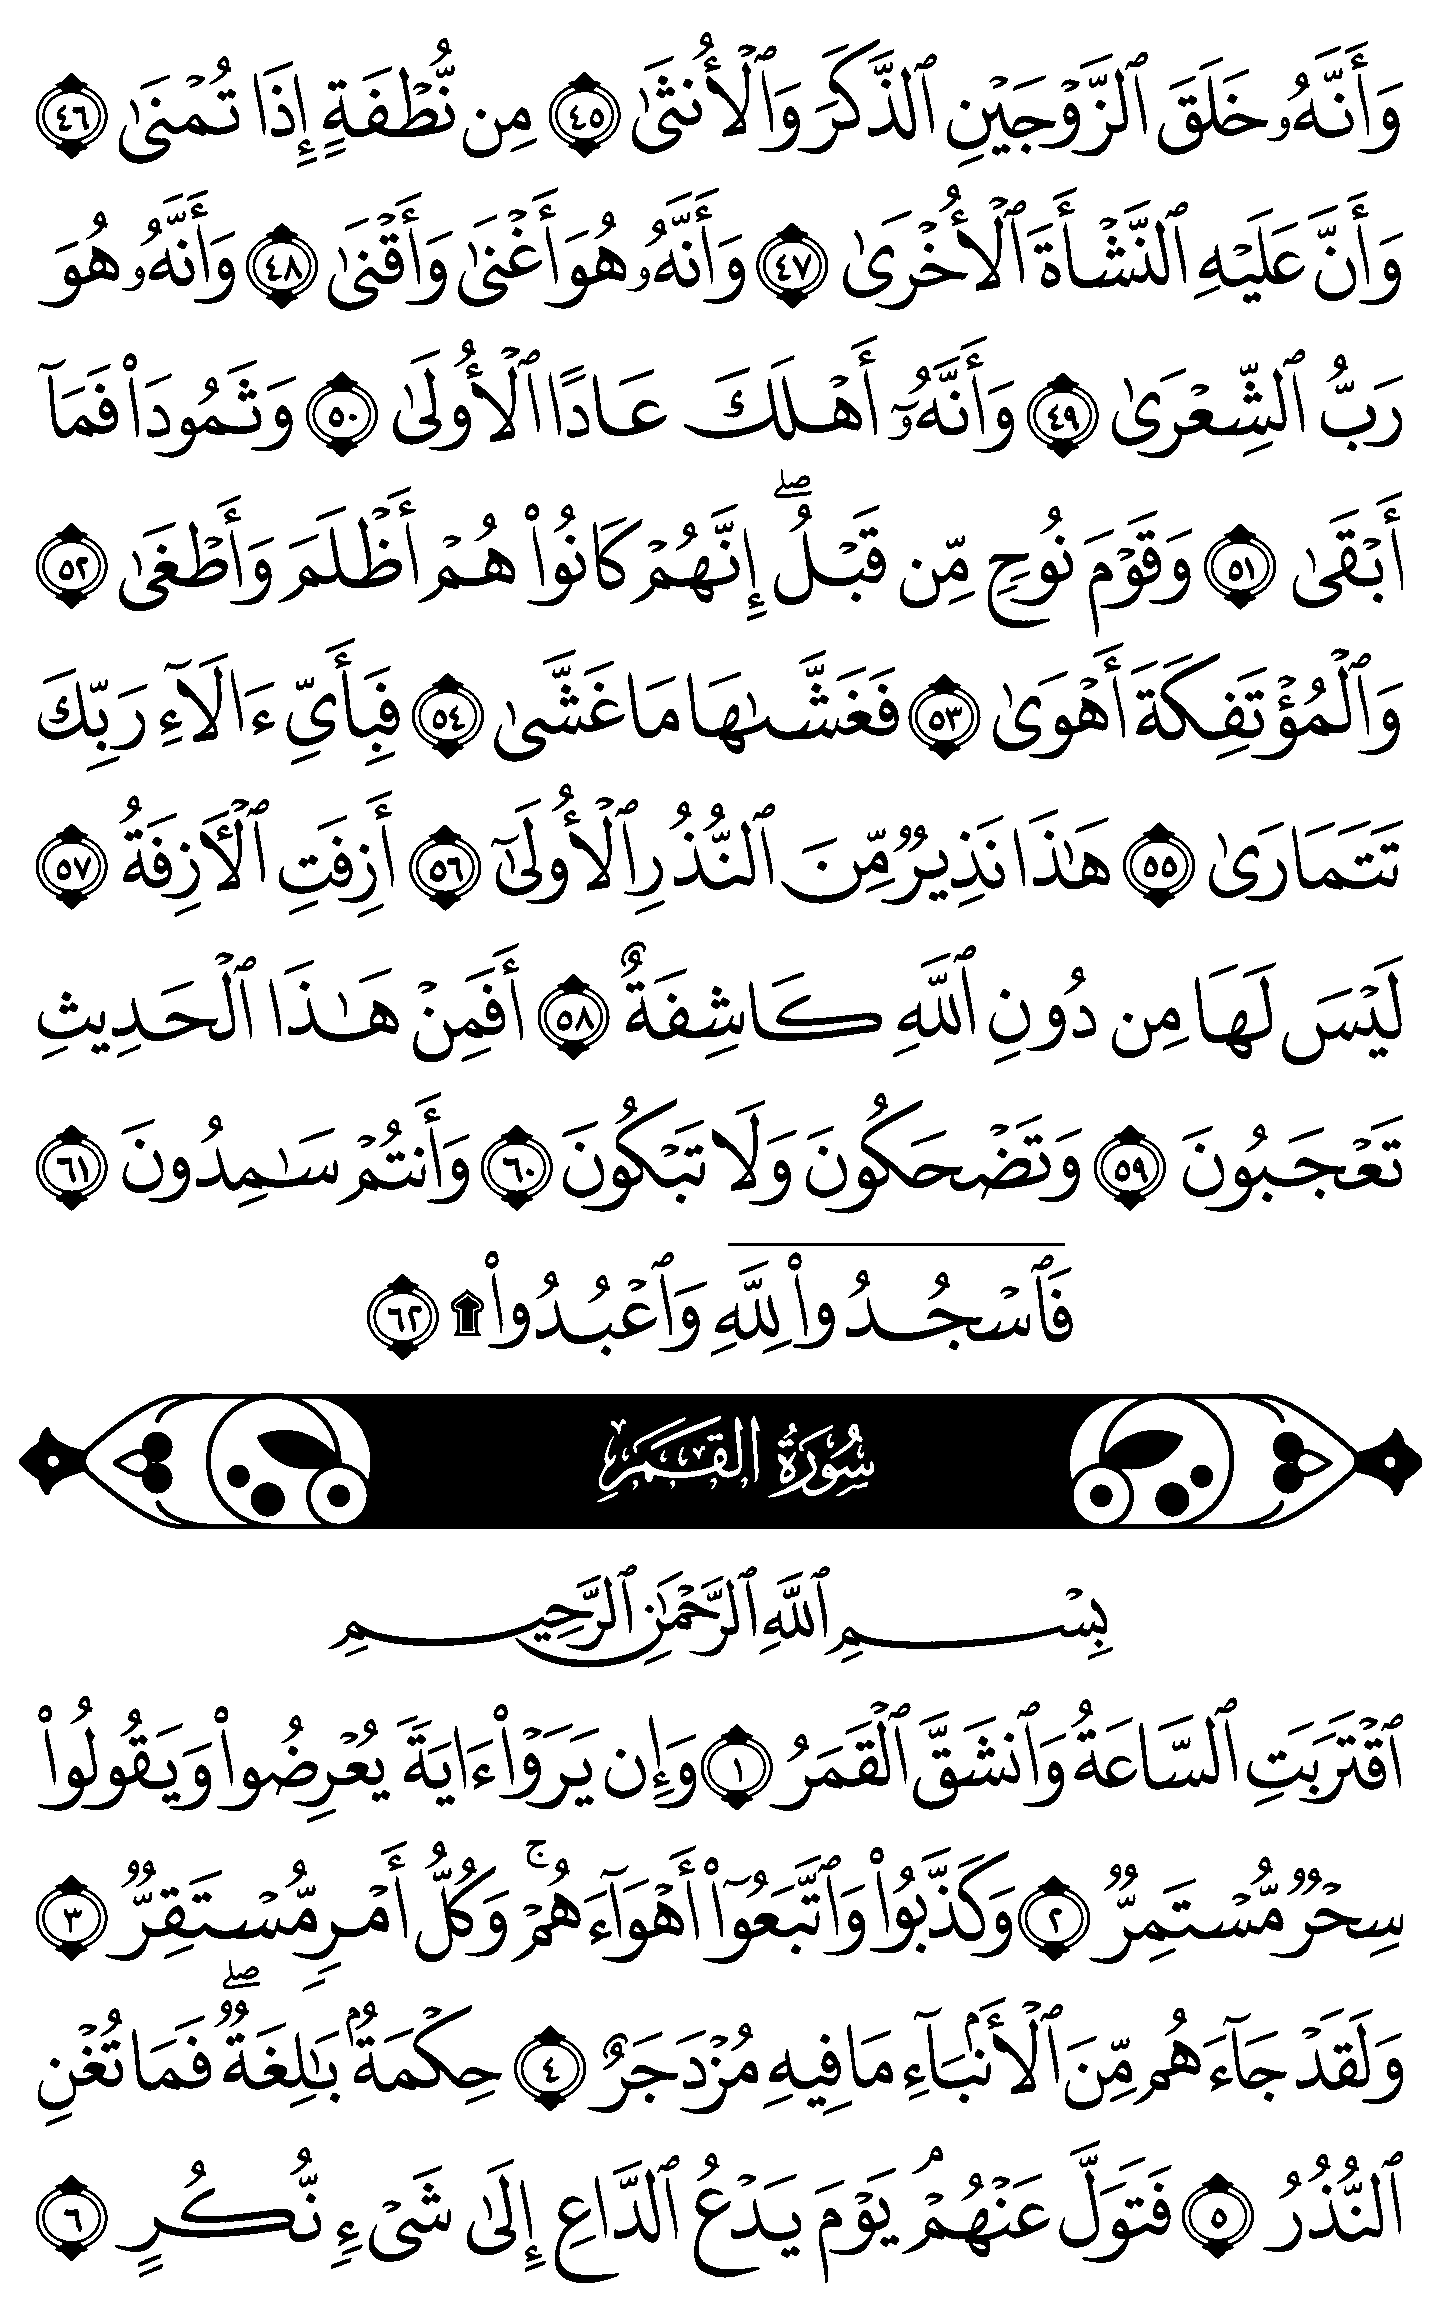 وَأَنَّهُۥ خَلَقَ ٱلزَّوۡجَيۡنِ ٱلذَّكَرَ وَٱلۡأُنثَىٰ ٤٥ مِن نُّطۡفَةٍ إِذَا تُمۡنَىٰ ٤٦
وَأَنَّ عَلَيۡهِ ٱلنَّشۡأَةَ ٱلۡأُخۡرَىٰ ٤٧ وَأَنَّهُۥ هُوَ أَغۡنَىٰ وَأَقۡنَىٰ ٤٨ وَأَنَّهُۥ هُوَ
رَبُّ ٱلشِّعۡرَىٰ ٤٩ وَأَنَّهُۥٓ أَهۡلَكَ عَادًا ٱلۡأُولَىٰ ٥٠ وَثَمُودَاْ فَمَآ
أَبۡقَىٰ ٥١ وَقَوۡمَ نُوحٖ مِّن قَبۡلُۖ إِنَّهُمۡ كَانُواْ هُمۡ أَظۡلَمَ وَأَطۡغَىٰ ٥٢
وَٱلۡمُؤۡتَفِكَةَ أَهۡوَىٰ ٥٣ فَغَشَّىٰهَا مَا غَشَّىٰ ٥٤ فَبِأَيِّ ءَالَآءِ رَبِّكَ
تَتَمَارَىٰ ٥٥ هَٰذَا نَذِيرٞ مِّنَ ٱلنُّذُرِ ٱلۡأُولَىٰٓ ٥٦ أَزِفَتِ ٱلۡأٓزِفَةُ ٥٧
لَيۡسَ لَهَا مِن دُونِ ٱللَّهِ كَاشِفَةٌ ٥٨ أَفَمِنۡ هَٰذَا ٱلۡحَدِيثِ
تَعۡجَبُونَ ٥٩ وَتَضۡحَكُونَ وَلَا تَبۡكُونَ ٦٠ وَأَنتُمۡ سَٰمِدُونَ ٦١
فَٱسۡجُدُواْ لِلَّهِ وَٱعۡبُدُواْ۩ ٦٢
سُورَةُ القَمَرِ
بِسۡمِ ٱللَّهِ ٱلرَّحۡمَٰنِ ٱلرَّحِيمِ
ٱقۡتَرَبَتِ ٱلسَّاعَةُ وَٱنشَقَّ ٱلۡقَمَرُ ١ وَإِن يَرَوۡاْ ءَايَةٗ يُعۡرِضُواْ وَيَقُولُواْ
سِحۡرٞ مُّسۡتَمِرّٞ ٢ وَكَذَّبُواْ وَٱتَّبَعُوٓاْ أَهۡوَآءَهُمۡۚ وَكُلُّ أَمۡرٖ مُّسۡتَقِرّٞ ٣
وَلَقَدۡ جَآءَهُم مِّنَ ٱلۡأَنۢبَآءِ مَا فِيهِ مُزۡدَجَرٌ ٤ حِكۡمَةُۢ بَٰلِغَةٞۖ فَمَا تُغۡنِ
ٱلنُّذُرُ ٥ فَتَوَلَّ عَنۡهُمۡۘ يَوۡمَ يَدۡعُ ٱلدَّاعِ إِلَىٰ شَيۡءٖ نُّكُرٍ ٦